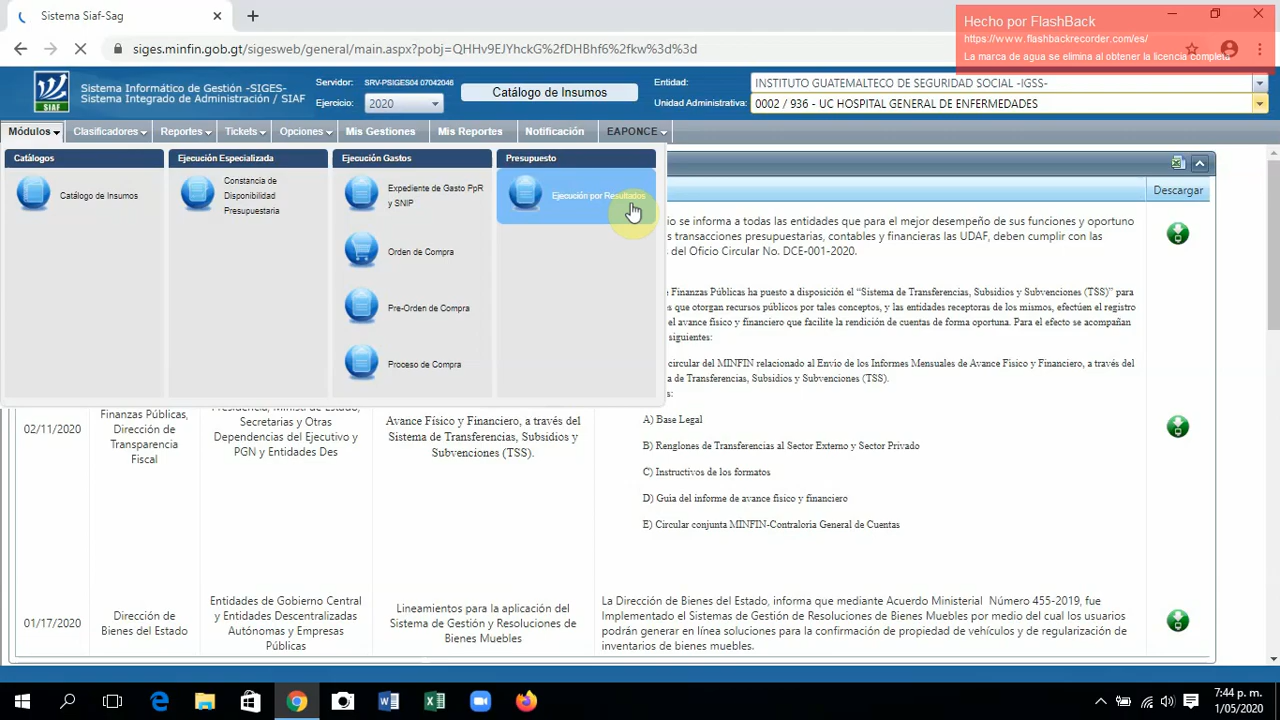 Sistema Siaf-Sag
Hecho por FlashBack
https://www.flashbackrecorder.com/es/
La marca de agua se elimina al obtener la licencia completa
siges.minfin.gob.gt/sigesweb/general/main.aspx?pobj=QHHv9EJYhckG%2fDHBhf6%2fkw%3d%3d
SIAF
Sistema Informático de Gestión -SIGES-
Sistema Integrado de Administración / SIAF
Servidor:
SRV-PSIGES04 07042046
Ejercicio:
2020
Catálogo de Insumos
Entidad:
INSTITUTO GUATEMALTECO DE SEGURIDAD SOCIAL -IGSS-
Unidad Administrativa:
0002 / 936 - UC HOSPITAL GENERAL DE ENFERMEDADES
Módulos
Clasificadores
Reportes
Tickets
Opciones
Mis Gestiones
Mis Reportes
Notificación
EAPONCE
Catálogos
Catálogo de Insumos
Ejecución Especializada
Constancia de
Disponibilidad
Presupuestaria
Ejecución Gastos
Expediente de Gasto PpR
y SNIP
Orden de Compra
Pre-Orden de Compra
Proceso de Compra
Presupuesto
Ejecución por Resultados
Descargar
io se informa a todas las entidades que para el mejor desempeño de sus funciones y oportuno
s transacciones presupuestarias, contables y financieras las UDAF, deben cumplir con las
del Oficio Circular No. DCE-001-2020.
Finanzas Públicas ha puesto a disposición el “Sistema de Transferencias, Subsidios y Subvenciones (TSS)” para
es que otorgan recursos públicos por tales conceptos, y las entidades receptoras de los mismos, efectúen el registro
el avance físico y financiero que facilite la rendición de cuentas de forma oportuna. Para el efecto se acompañan
siguientes:
circular del MINFIN relacionado al Envío de los Informes Mensuales de Avance Físico y Financiero, a través del
a de Transferencias, Subsidios y Subvenciones (TSS).
s:
A) Base Legal
B) Renglones de Transferencias al Sector Externo y Sector Privado
C) Instructivos de los formatos
D) Guia del informe de avance físico y financiero
E) Circular conjunta MINFIN-Contraloria General de Cuentas
02/11/2020
Finanzas Públicas,
Dirección de
Transparencia
Fiscal
Secretarias y Otras
Dependencias del Ejecutivo y
PGN y Entidades Des
Avance Físico y Financiero, a través del
Sistema de Transferencias, Subsidios y
Subvenciones (TSS).
01/17/2020
Dirección de
Bienes del Estado
Entidades de Gobierno Central
y Entidades Descentralizadas
Autónomas y Empresas
Públicas
Lineamientos para la aplicación del
Sistema de Gestión y Resoluciones de
Bienes Muebles
La Dirección de Bienes del Estado, informa que mediante Acuerdo Ministerial Número 455-2019, fue
Implementado el Sistemas de Gestión de Resoluciones de Bienes Muebles por medio del cual los usuarios
podrán generar en línea soluciones para la confirmación de propiedad de vehículos y de regularización de
inventarios de bienes muebles.
7:44 p. m.
1/05/2020